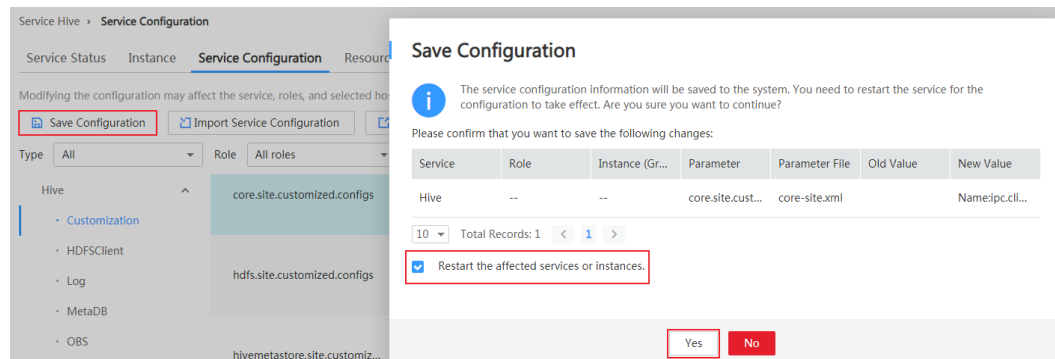 Service Hive > Service Configuration
Service Status Instance Service Configuration Resourc
Modifying the configuration may affect the service, roles, and selected ho
Save Configuration Import Service Configuration
Type All Role All roles
Hive
Customization
HDFSClient
Log
MetaDB
OBS
core.site.customized.configs
hdfs.site.customized.configs
hivemetastore.site.customiz...
Save Configuration
The service configuration information will be saved to the system. You need to restart the service for the
configuration to take effect. Are you sure you want to continue?
Please confirm that you want to save the following changes:
Service Role Instance (Gr... Parameter Parameter File Old Value New Value
Hive -- -- core.site.cust... core-site.xml Name:ipc.cli...
10 Total Records: 1 < 1 >
Restart the affected services or instances.
Yes No